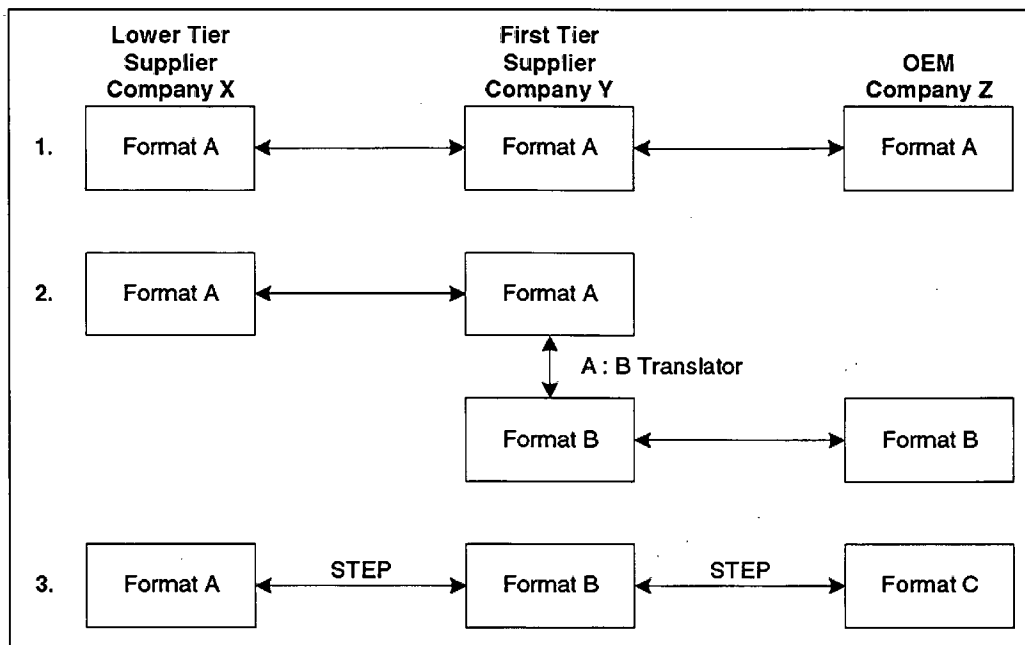 Lower Tier
Supplier
Company X
First Tier
Supplier
Company Y
OEM
Company Z
1.
Format A
Format A
Format A
2.
Format A
Format A
A : B Translator
Format B
Format B
3.
Format A
STEP
Format B
STEP
Format C